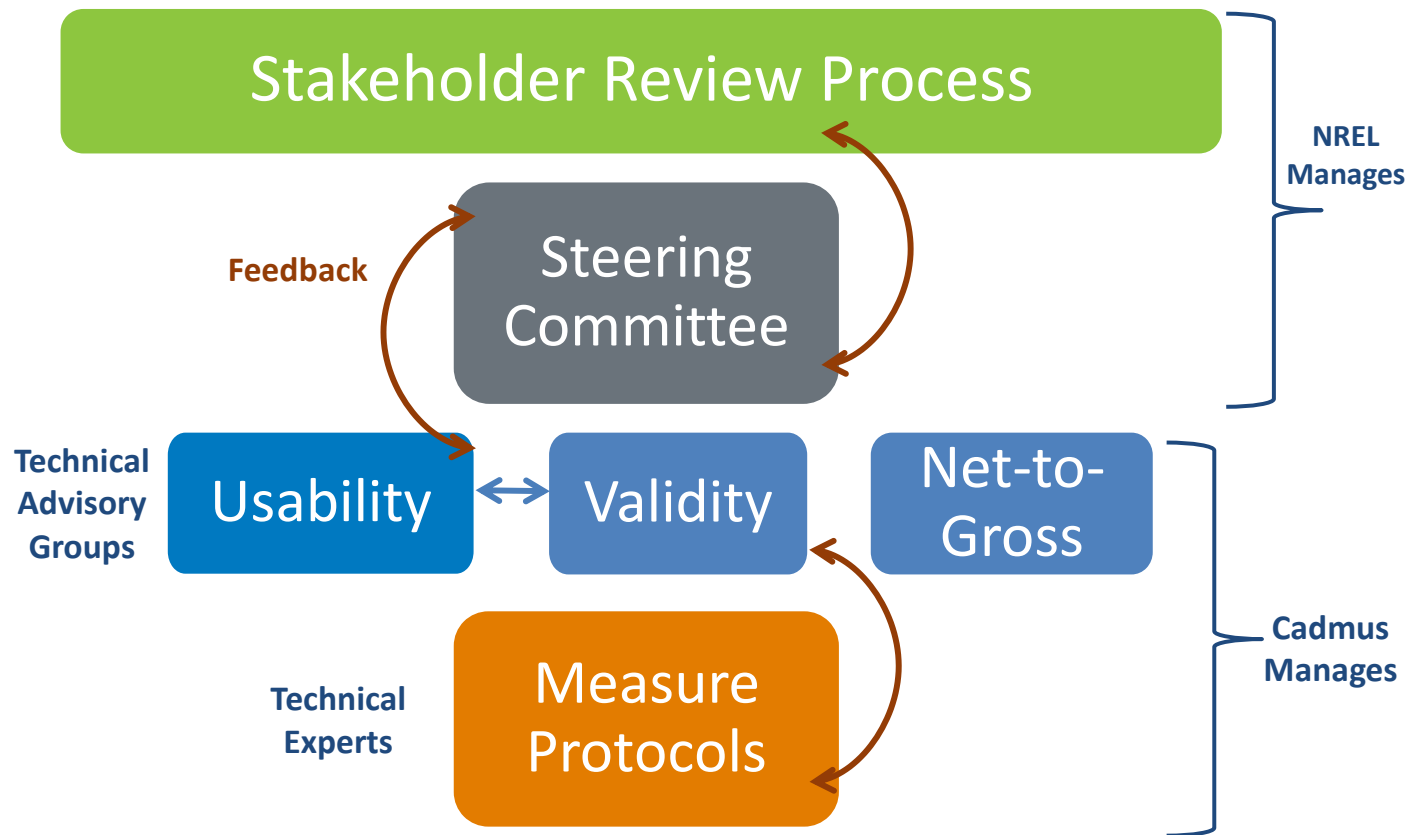 Stakeholder Review Process
NREL
Manages
Steering
Committee
Feedback
Technical
Advisory
Groups
Usability
Validity
Net-to-
Gross
Measure
Protocols
Technical
Experts
Cadmus
Manages